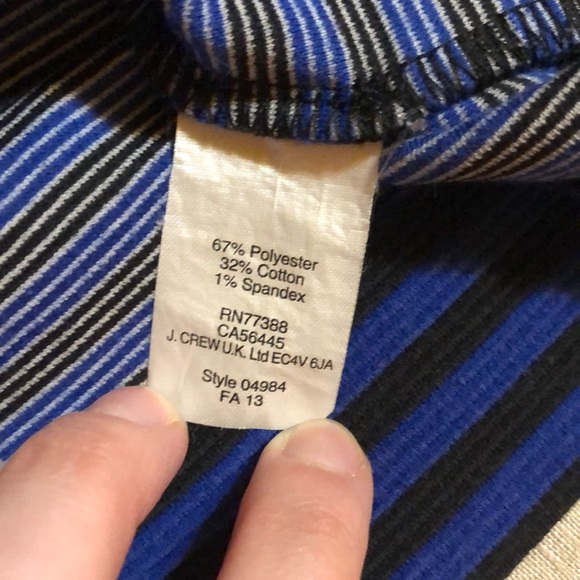 67% Polyester
32% Cotton
1% Spandex
RN77388
CA56445
J. CREW U.K. Ltd EC4V 6JA
Style 04984
FA 13